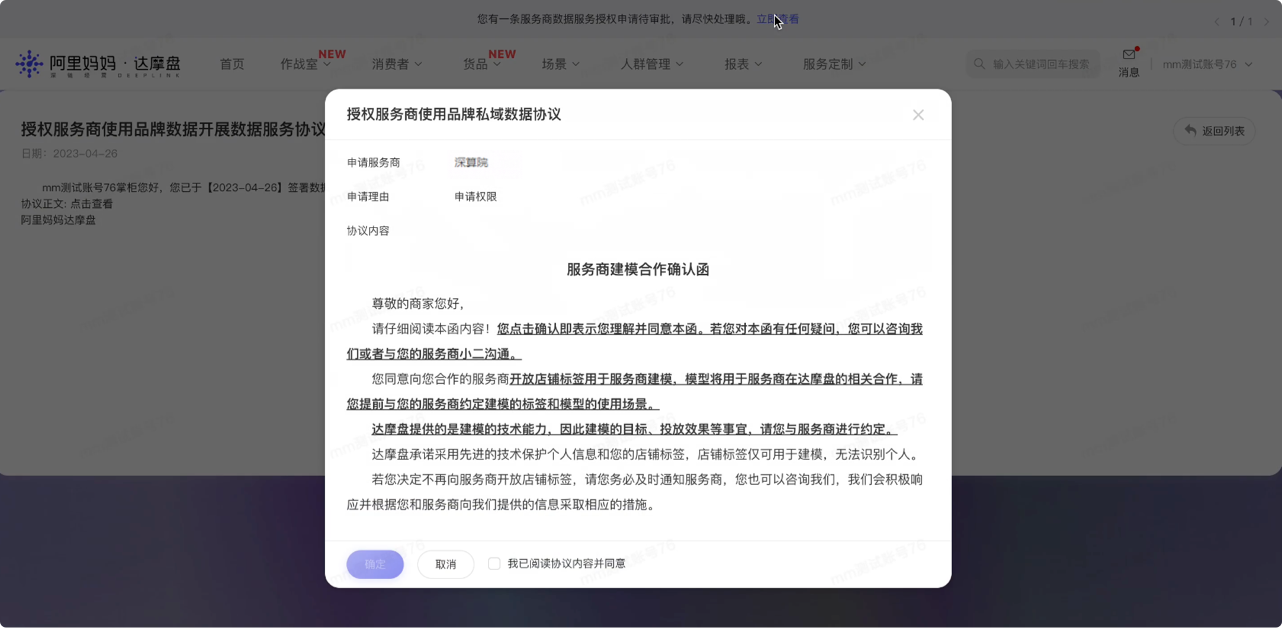 您有一条服务商数据服务授权申请待审批，请尽快处理哦。立即查看
1 / 1
阿里妈妈 · 达摩盘
深链经营 DEEPLINK
首页
作战室 NEW
消费者
货品 NEW
场景
人群管理
报表
服务定制
输入关键词回车搜索
消息
mm测试账号76
授权服务商使用品牌数据开展数据服务协议
日期：2023-04-26
返回列表
mm测试账号76掌柜您好，您已于【2023-04-26】签署数据
协议正文: 点击查看
阿里妈妈达摩盘
授权服务商使用品牌私域数据协议
申请服务商 深算院
申请理由 申请权限
协议内容
服务商建模合作确认函
尊敬的商家您好，
请仔细阅读本函内容！您点击确认即表示您理解并同意本函。若您对本函有任何疑问，您可以咨询我
们或者与您的服务商小二沟通。
您同意向您合作的服务商开放店铺标签用于服务商建模，模型将用于服务商在达摩盘的相关合作，请
您提前与您的服务商约定建模的标签和模型的使用场景。
达摩盘提供的是建模的技术能力，因此建模的目标、投放效果等事宜，请您与服务商进行约定。
达摩盘承诺采用先进的技术保护个人信息和您的店铺标签，店铺标签仅可用于建模，无法识别个人。
若您决定不再向服务商开放店铺标签，请您务必及时通知服务商，您也可以咨询我们，我们会积极响
应并根据您和服务商向我们提供的信息采取相应的措施。
确定
取消
我已阅读协议内容并同意